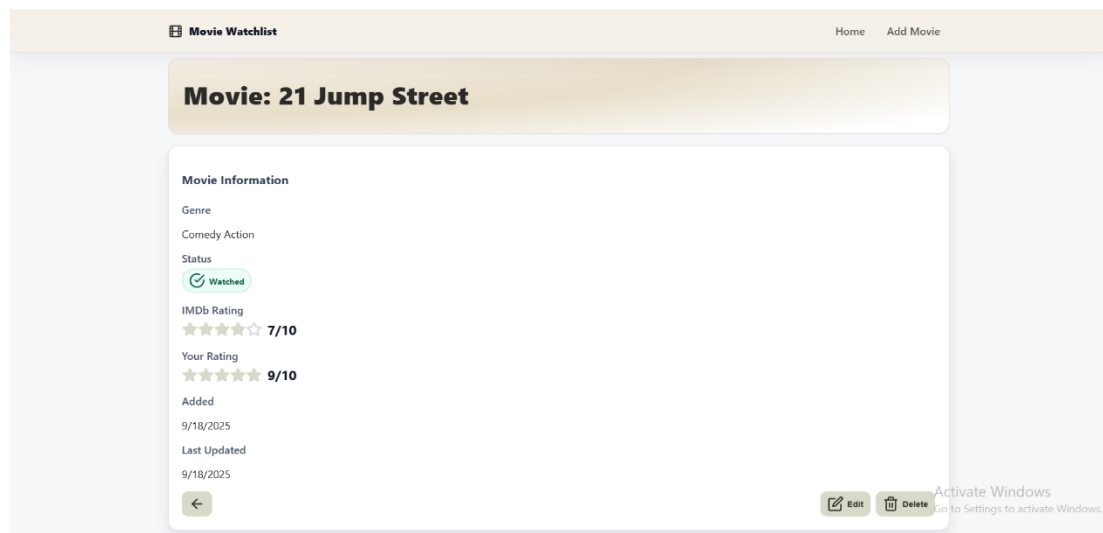 Movie Watchlist Home Add Movie
Movie: 21 Jump Street
Movie Information
Genre
Comedy Action
Status
Watched
IMDb Rating
7/10
Your Rating
9/10
Added
9/18/2025
Last Updated
9/18/2025
Edit Delete
Activate Windows
Go to Settings to activate Windows.